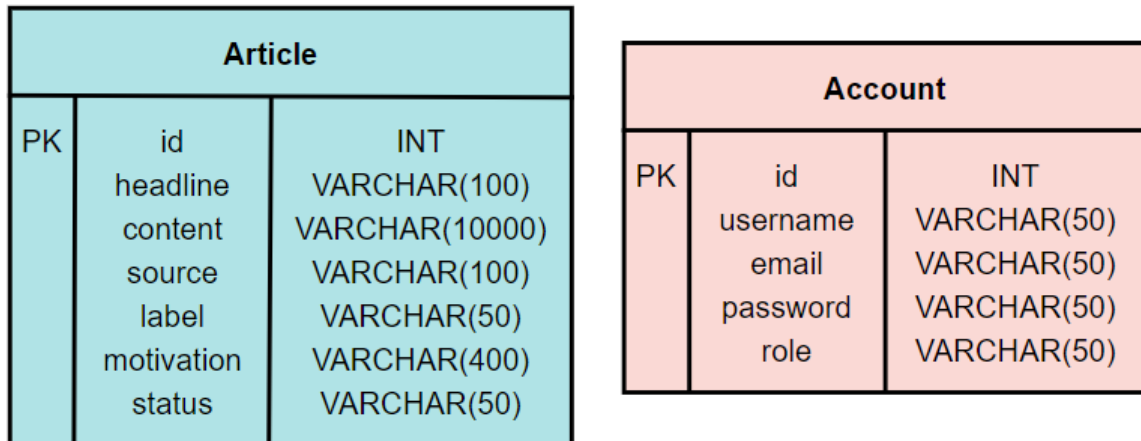 Article
PK id INT
headline VARCHAR(100)
content VARCHAR(10000)
source VARCHAR(100)
label VARCHAR(50)
motivation VARCHAR(400)
status VARCHAR(50)
Account
PK id INT
username VARCHAR(50)
email VARCHAR(50)
password VARCHAR(50)
role VARCHAR(50)